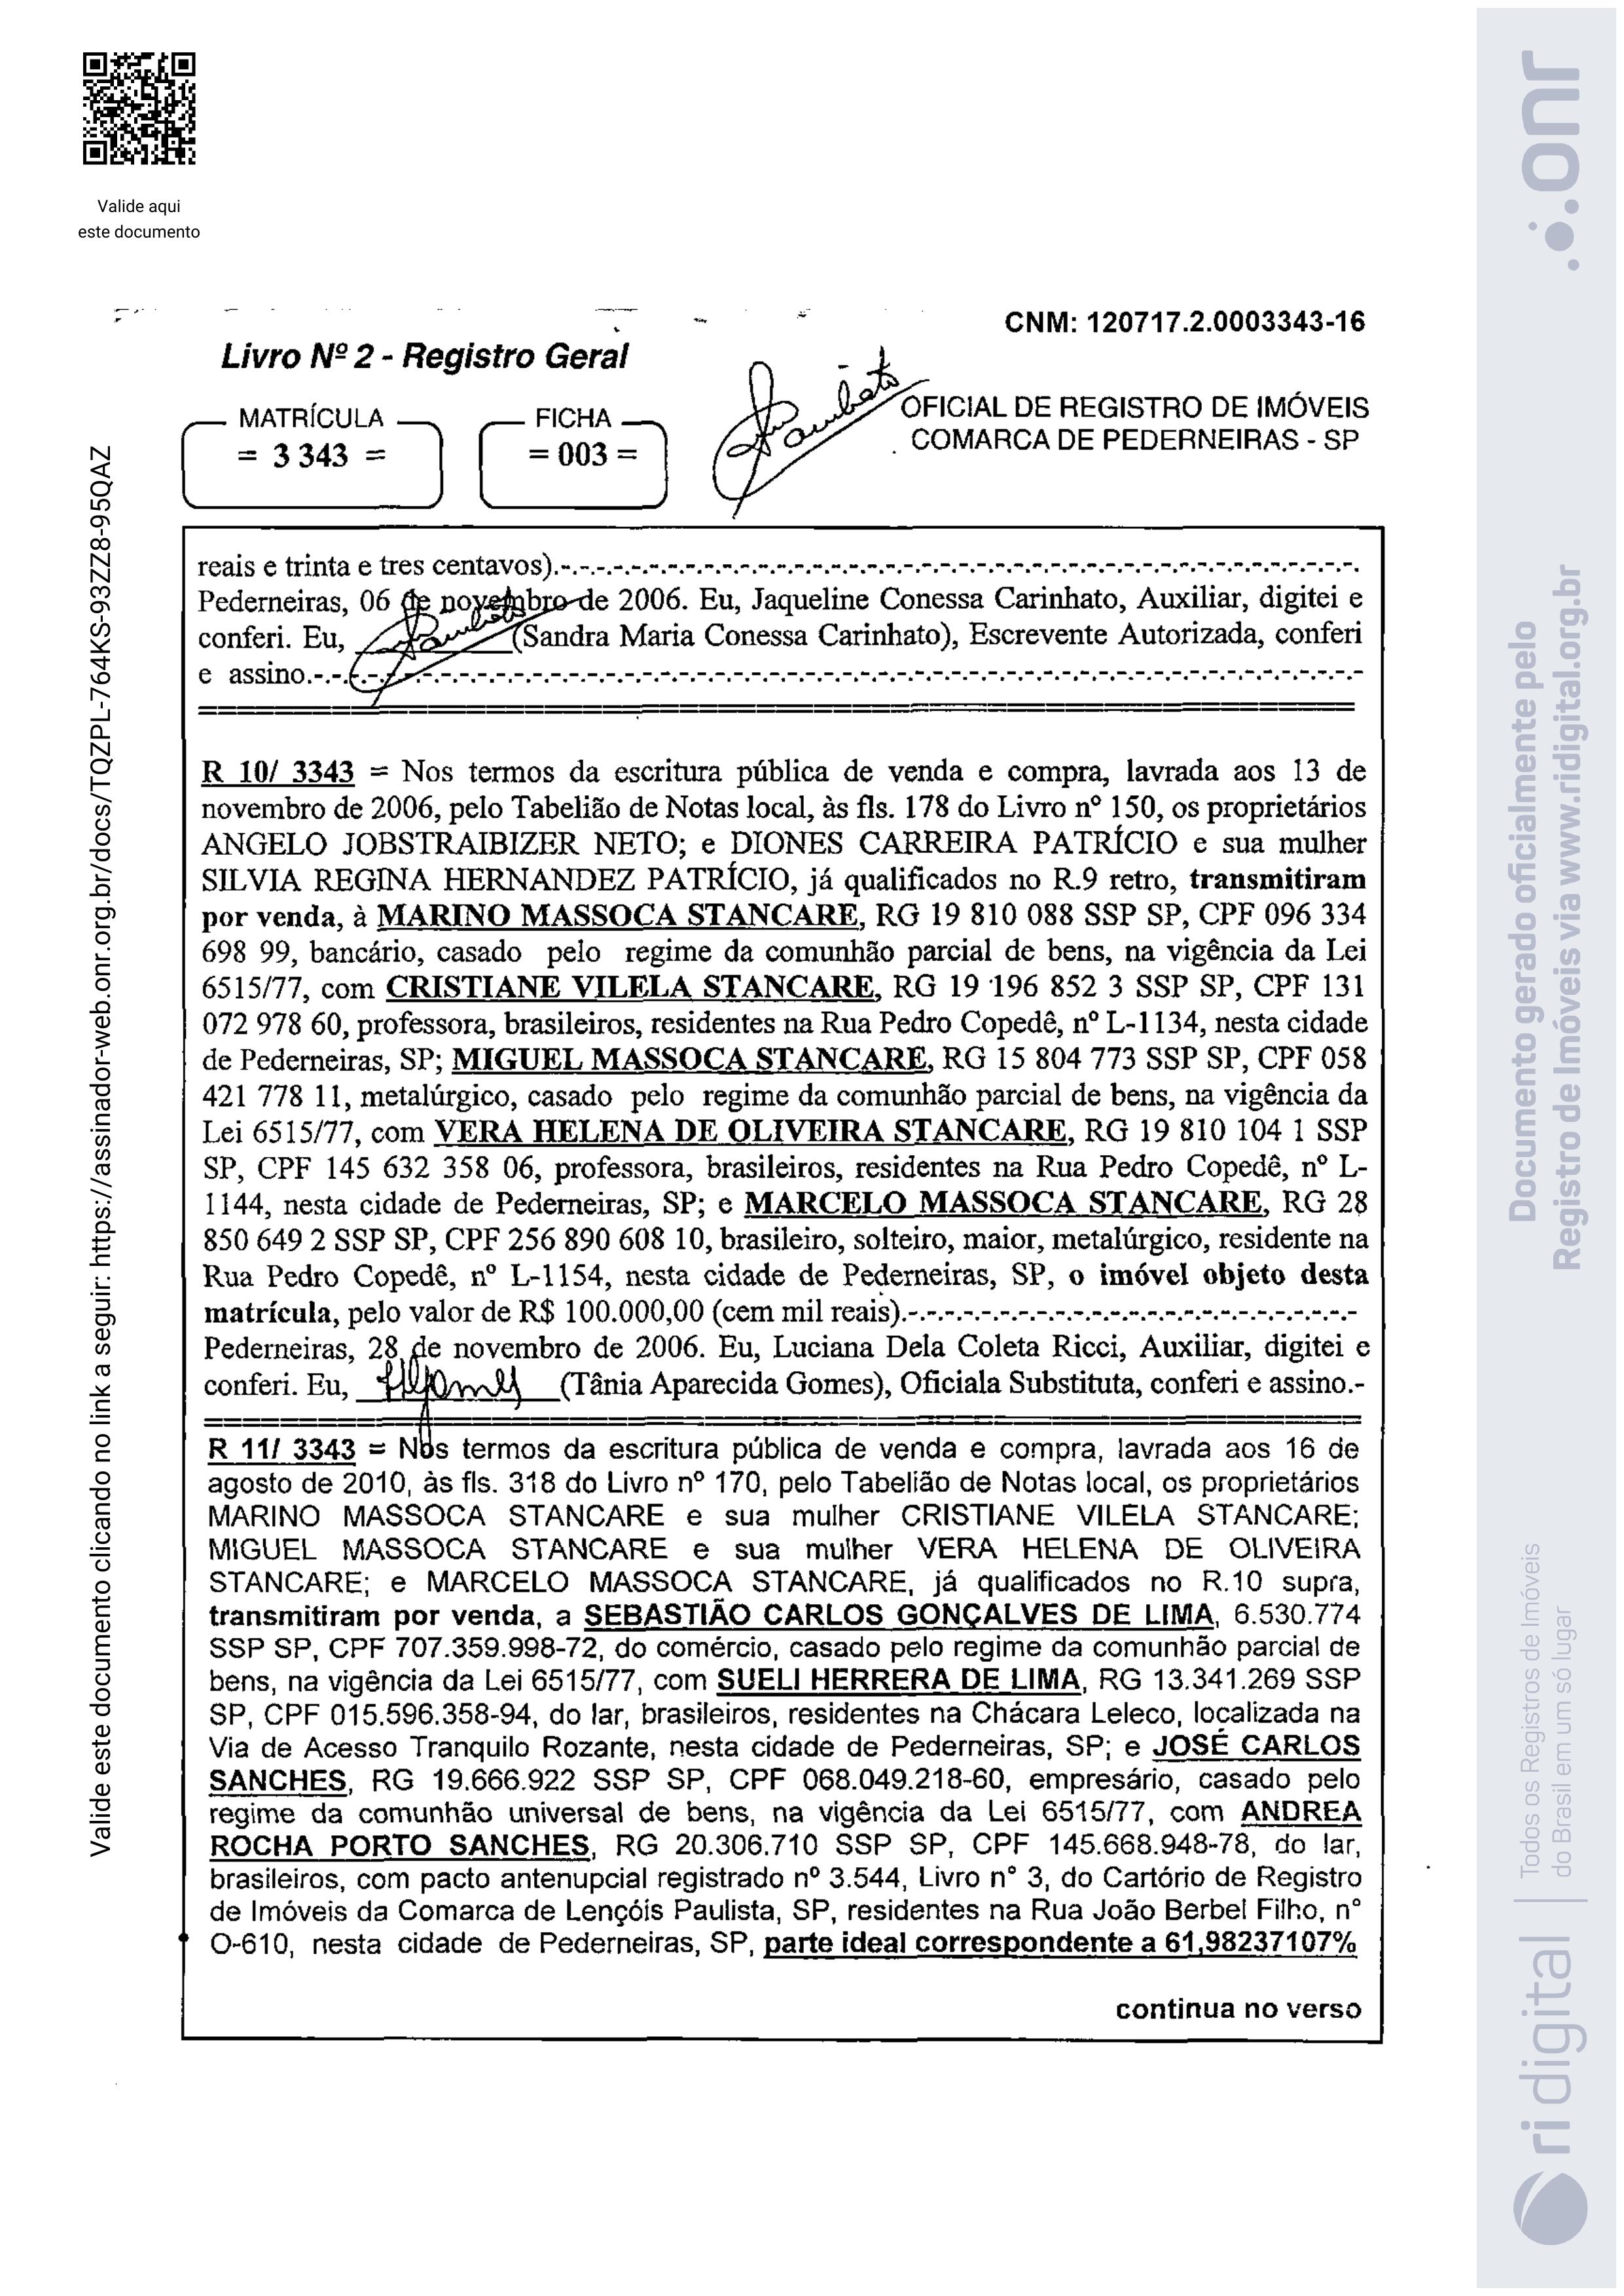 Valide aqui
este documento
CNM: 120717.2.0003343-16
Livro Nº 2 - Registro Geral
MATRÍCULA
= 3 343 =
FICHA
= 003 =
OFICIAL DE REGISTRO DE IMÓVEIS
COMARCA DE PEDERNEIRAS - SP
reais e trinta e tres centavos).-.-.-.-.-.-.-.-.-.-.-.-.-.-.-.-.-.-.-.-.-.-.-.-.-.-.-.-.-.-.-.-.-.-.-.-.-.
Pederneiras, 06 de novembro de 2006. Eu, Jaqueline Conessa Carinhato, Auxiliar, digitei e
conferi. Eu, ____________(Sandra Maria Conessa Carinhato), Escrevente Autorizada, conferi
e assino.-.-.-.-.-.-.-.-.-.-.-.-.-.-.-.-.-.-.-.-.-.-.-.-.-.-.-.-.-.-.-.-.-.-.-.-.-.-.-.-.-.-.-.-.-.-
R 10/ 3343 = Nos termos da escritura pública de venda e compra, lavrada aos 13 de
novembro de 2006, pelo Tabelião de Notas local, às fls. 178 do Livro nº 150, os proprietários
ANGELO JOBSTRAIBIZER NETO; e DIONES CARREIRA PATRÍCIO e sua mulher
SILVIA REGINA HERNANDEZ PATRÍCIO, já qualificados no R.9 retro, transmitiram
por venda, à MARINO MASSOCA STANCARE, RG 19 810 088 SSP SP, CPF 096 334
698 99, bancário, casado pelo regime da comunhão parcial de bens, na vigência da Lei
6515/77, com CRISTIANE VILELA STANCARE, RG 19 196 852 3 SSP SP, CPF 131
072 978 60, professora, brasileiros, residentes na Rua Pedro Copedê, nº L-1134, nesta cidade
de Pederneiras, SP; MIGUEL MASSOCA STANCARE, RG 15 804 773 SSP SP, CPF 058
421 778 11, metalúrgico, casado pelo regime da comunhão parcial de bens, na vigência da
Lei 6515/77, com VERA HELENA DE OLIVEIRA STANCARE, RG 19 810 104 1 SSP
SP, CPF 145 632 358 06, professora, brasileiros, residentes na Rua Pedro Copedê, nº L-
1144, nesta cidade de Pederneiras, SP; e MARCELO MASSOCA STANCARE, RG 28
850 649 2 SSP SP, CPF 256 890 608 10, brasileiro, solteiro, maior, metalúrgico, residente na
Rua Pedro Copedê, nº L-1154, nesta cidade de Pederneiras, SP, o imóvel objeto desta
matrícula, pelo valor de R$ 100.000,00 (cem mil reais).-.-.-.-.-.-.-.-.-.-.-.-.-.-.-.-.-.-.-.-.-.-.-
Pederneiras, 28 de novembro de 2006. Eu, Luciana Dela Coleta Ricci, Auxiliar, digitei e
conferi. Eu, ____________(Tânia Aparecida Gomes), Oficiala Substituta, conferi e assino.-
R 11/ 3343 = Nos termos da escritura pública de venda e compra, lavrada aos 16 de
agosto de 2010, às fls. 318 do Livro nº 170, pelo Tabelião de Notas local, os proprietários
MARINO MASSOCA STANCARE e sua mulher CRISTIANE VILELA STANCARE;
MIGUEL MASSOCA STANCARE e sua mulher VERA HELENA DE OLIVEIRA
STANCARE; e MARCELO MASSOCA STANCARE, já qualificados no R.10 supra,
transmitiram por venda, a SEBASTIÃO CARLOS GONÇALVES DE LIMA, 6.530.774
SSP SP, CPF 707.359.998-72, do comércio, casado pelo regime da comunhão parcial de
bens, na vigência da Lei 6515/77, com SUELI HERRERA DE LIMA, RG 13.341.269 SSP
SP, CPF 015.596.358-94, do lar, brasileiros, residentes na Chácara Leleco, localizada na
Via de Acesso Tranquilo Rozante, nesta cidade de Pederneiras, SP; e JOSÉ CARLOS
SANCHES, RG 19.666.922 SSP SP, CPF 068.049.218-60, empresário, casado pelo
regime da comunhão universal de bens, na vigência da Lei 6515/77, com ANDREA
ROCHA PORTO SANCHES, RG 20.306.710 SSP SP, CPF 145.668.948-78, do lar,
brasileiros, com pacto antenupcial registrado nº 3.544, Livro n° 3, do Cartório de Registro
de Imóveis da Comarca de Lençóis Paulista, SP, residentes na Rua João Berbel Filho, n°
O-610, nesta cidade de Pederneiras, SP, parte ideal correspondente a 61,98237107%
continua no verso
Valide este documento clicando no link a seguir: https://assinador-web.onr.org.br/docs/TQZPL-764KS-93ZZ8-95QAZ
onr
Documento gerado oficialmente pelo
Registro de Imóveis via www.ridigital.org.br
Todos os Registros de Imóveis
do Brasil em um só lugar
ri digital